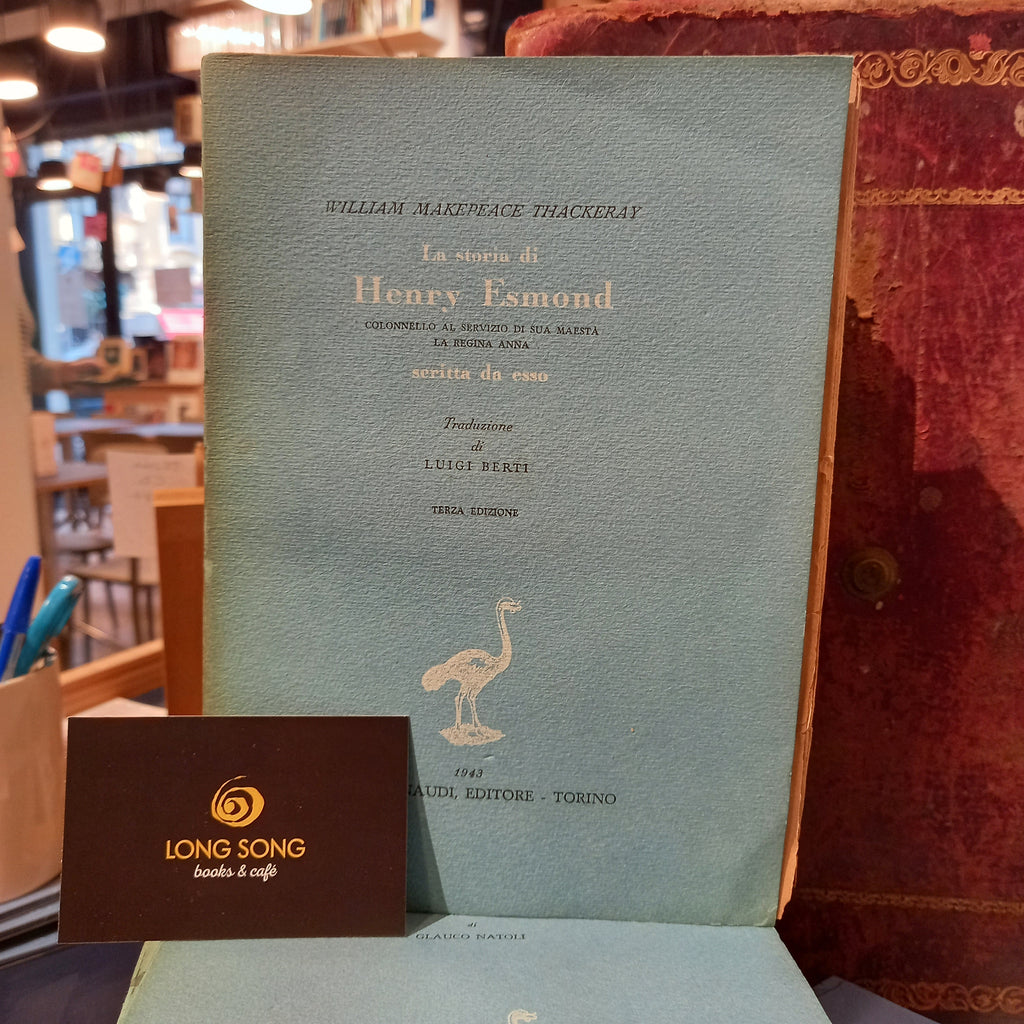 WILLIAM MAKEPEACE THACKERAY
La storia di
Henry Esmond
COLONNELLO AL SERVIZIO DI SUA MAESTÀ
LA REGINA ANNA
scritta da esso
Traduzione
di
LUIGI BERTI
TERZA EDIZIONE
1943
NAUDI, EDITORE - TORINO
LONG SONG
books & café
di
GLAUCO NATOLI